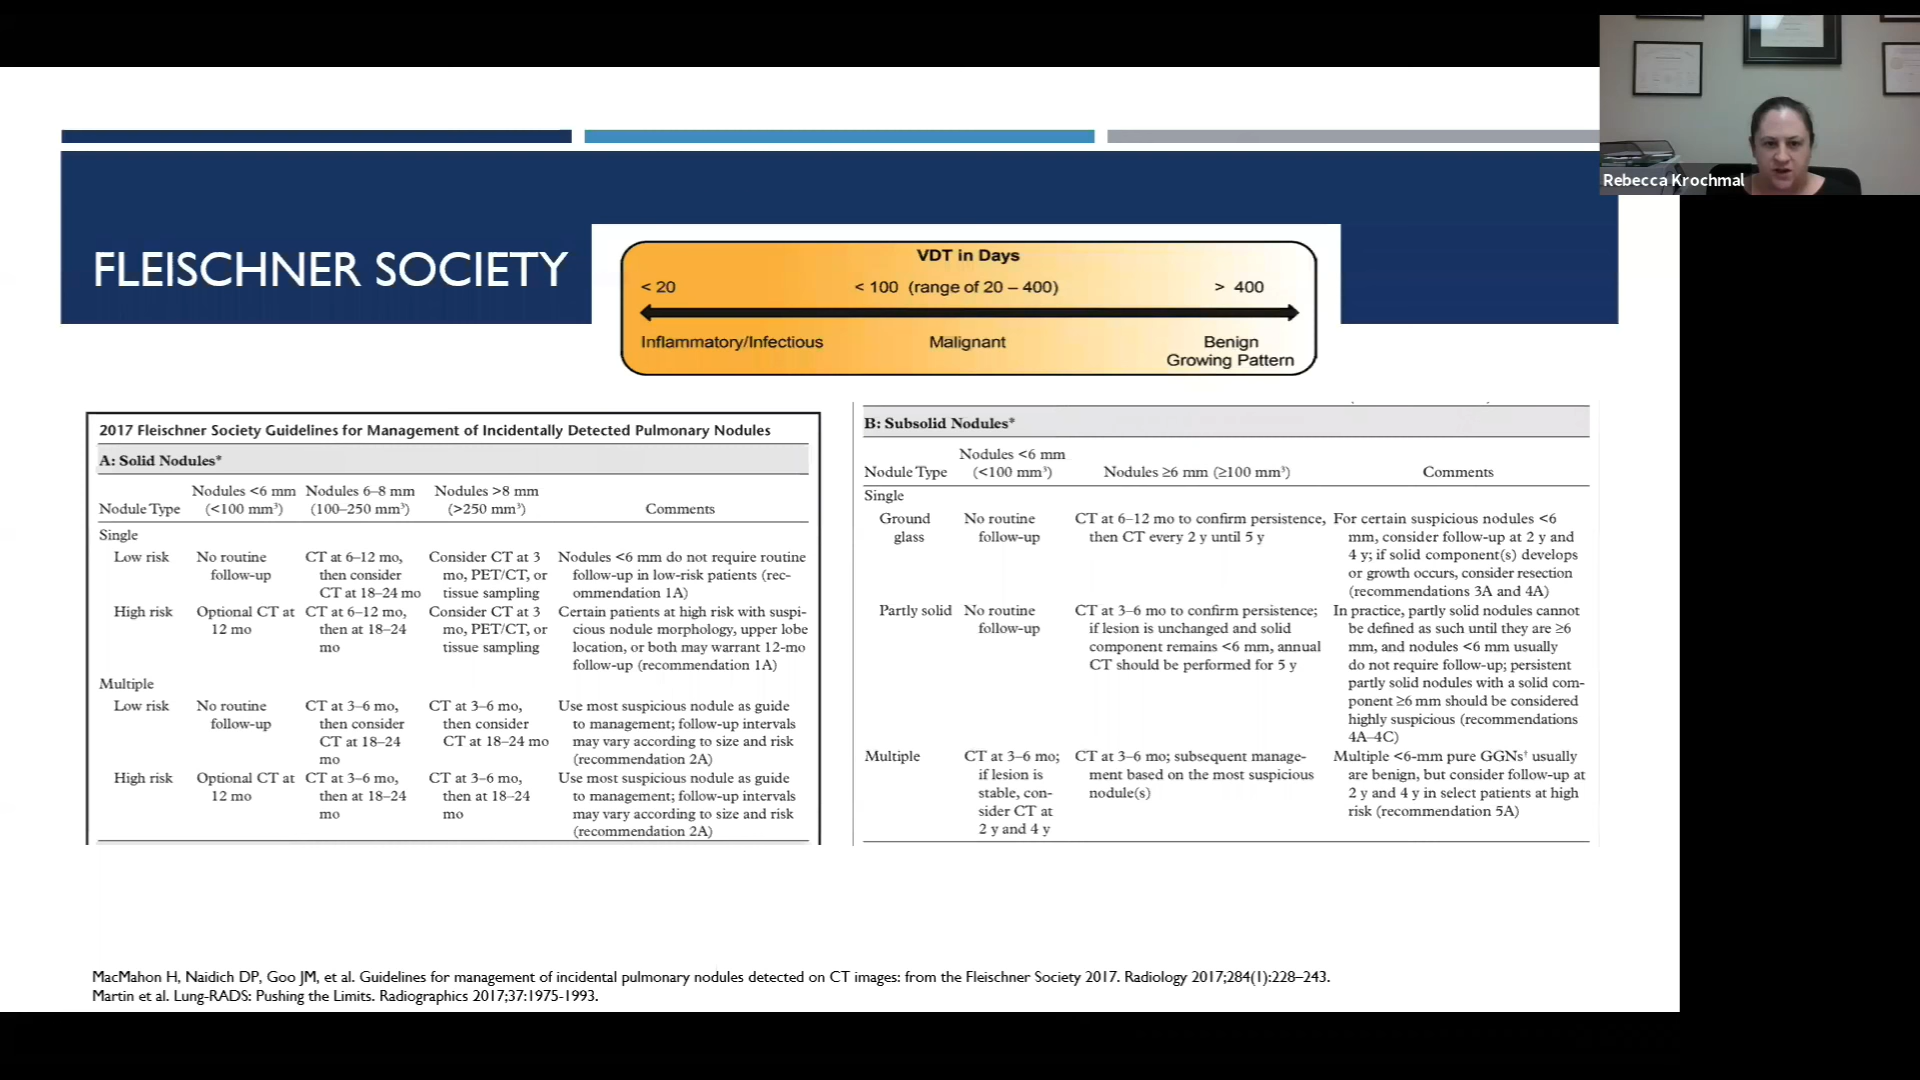 Rebecca Krochmal
FLEISCHNER SOCIETY
VDT in Days
< 20 < 100 (range of 20 – 400) > 400
Inflammatory/Infectious Malignant Benign
Growing Pattern
2017 Fleischner Society Guidelines for Management of Incidentally Detected Pulmonary Nodules
A: Solid Nodules*
Nodules <6 mm Nodules 6–8 mm Nodules >8 mm
Nodule Type (<100 mm³) (100–250 mm³) (>250 mm³) Comments
Single
Low risk No routine CT at 6–12 mo, Consider CT at 3 Nodules <6 mm do not require routine
follow-up then consider mo, PET/CT, or follow-up in low-risk patients (rec-
CT at 18–24 mo tissue sampling ommendation 1A)
High risk Optional CT at CT at 6–12 mo, Consider CT at 3 Certain patients at high risk with suspi-
12 mo then at 18–24 mo, PET/CT, or cious nodule morphology, upper lobe
mo tissue sampling location, or both may warrant 12-mo
follow-up (recommendation 1A)
Multiple
Low risk No routine CT at 3–6 mo, CT at 3–6 mo, Use most suspicious nodule as guide
follow-up then consider then consider to management; follow-up intervals
CT at 18–24 CT at 18–24 mo may vary according to size and risk
mo (recommendation 2A)
High risk Optional CT at CT at 3–6 mo, CT at 3–6 mo, Use most suspicious nodule as guide
12 mo then at 18–24 then at 18–24 to management; follow-up intervals
mo mo may vary according to size and risk
(recommendation 2A)
B: Subsolid Nodules*
Nodules <6 mm
Nodule Type (<100 mm³) Nodules ≥6 mm (≥100 mm³) Comments
Single
Ground No routine CT at 6–12 mo to confirm persistence, For certain suspicious nodules <6
glass follow-up then CT every 2 y until 5 y mm, consider follow-up at 2 y and
4 y; if solid component(s) develops
or growth occurs, consider resection
(recommendations 3A and 4A)
Partly solid No routine CT at 3–6 mo to confirm persistence; In practice, partly solid nodules cannot
follow-up if lesion is unchanged and solid be defined as such until they are ≥6
component remains <6 mm, annual mm, and nodules <6 mm usually
CT should be performed for 5 y do not require follow-up; persistent
partly solid nodules with a solid com-
ponent ≥6 mm should be considered
highly suspicious (recommendations
4A–4C)
Multiple CT at 3–6 mo; CT at 3–6 mo; subsequent manage- Multiple <6-mm pure GGNs† usually
if lesion is ment based on the most suspicious are benign, but consider follow-up at
stable, con- nodule(s) 2 y and 4 y in select patients at high
sider CT at risk (recommendation 5A)
2 y and 4 y
MacMahon H, Naidich DP, Goo JM, et al. Guidelines for management of incidental pulmonary nodules detected on CT images: from the Fleischner Society 2017. Radiology 2017;284(1):228–243.
Martin et al. Lung-RADS: Pushing the Limits. Radiographics 2017;37:1975-1993.